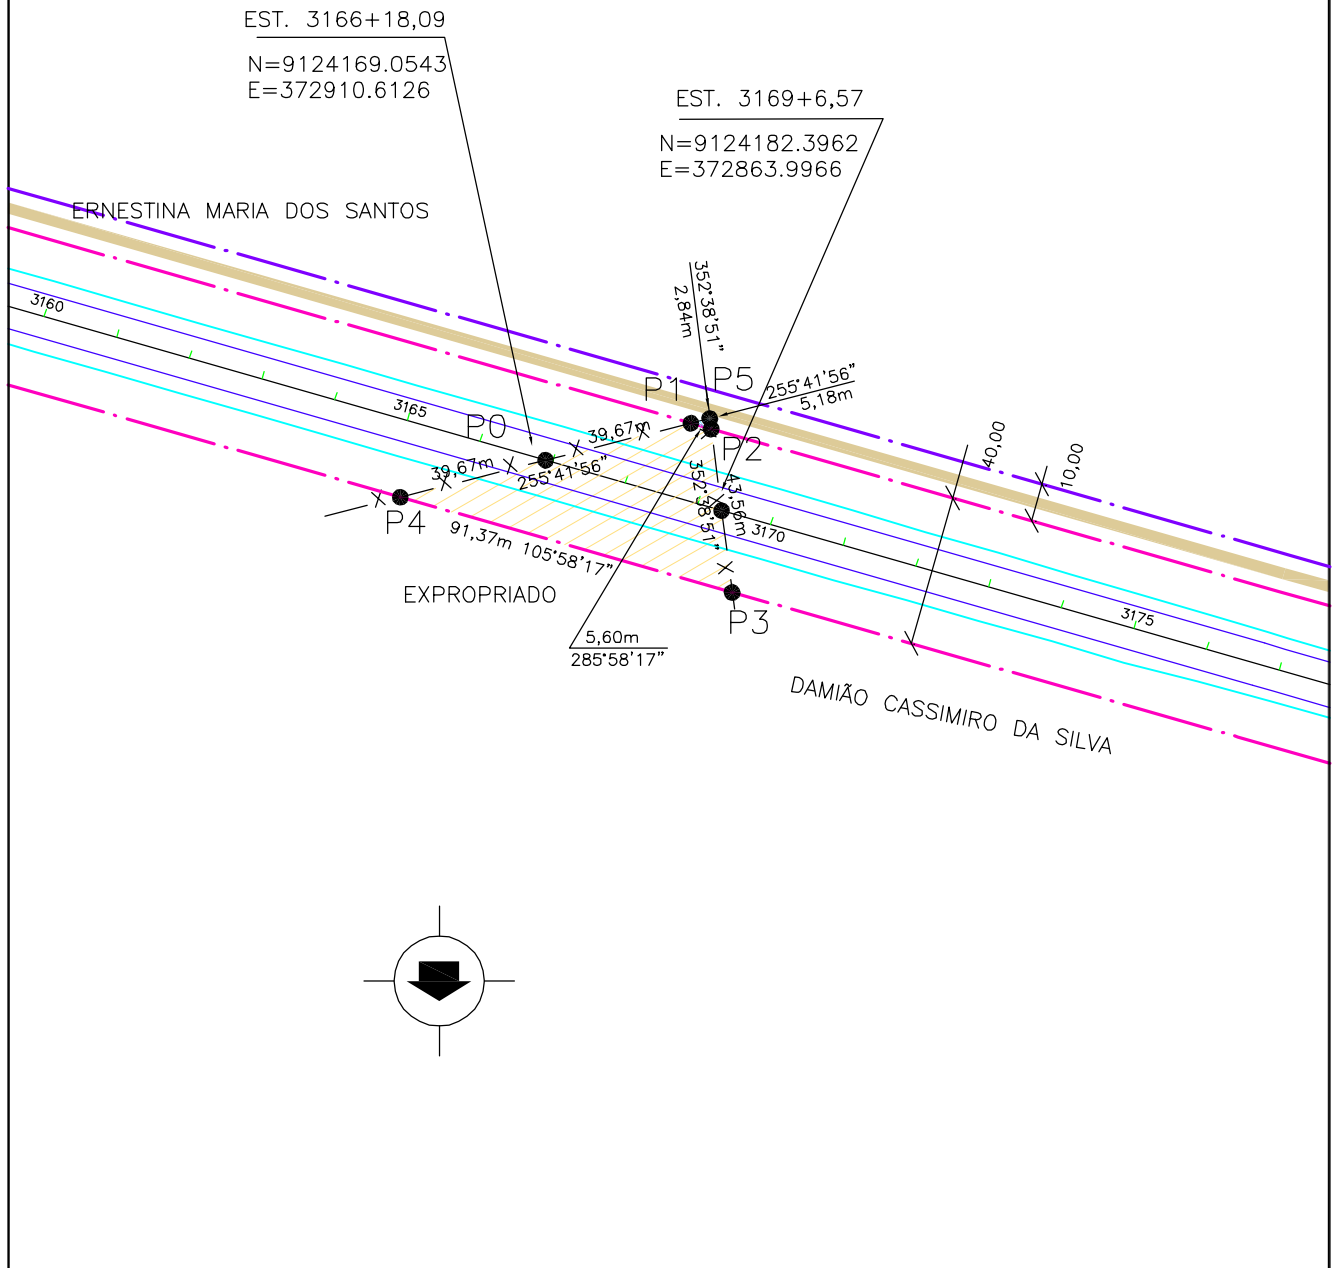 EST. 3166+18,09
N=9124169.0543
E=372910.6126
EST. 3169+6,57
N=9124182.3962
E=372863.9966
ERNESTINA MARIA DOS SANTOS
3160
352°38'51"
2,84m
P1
P5
255°41'56"
5,18m
3165
P0
39,67m
P2
40,00
10,00
39,67m
255°41'56"
352°38'51"
43,56m
P4
3170
91,37m 105°58'17"
EXPROPRIADO
P3
3175
5,60m
285°58'17"
DAMIÃO CASSIMIRO DA SILVA